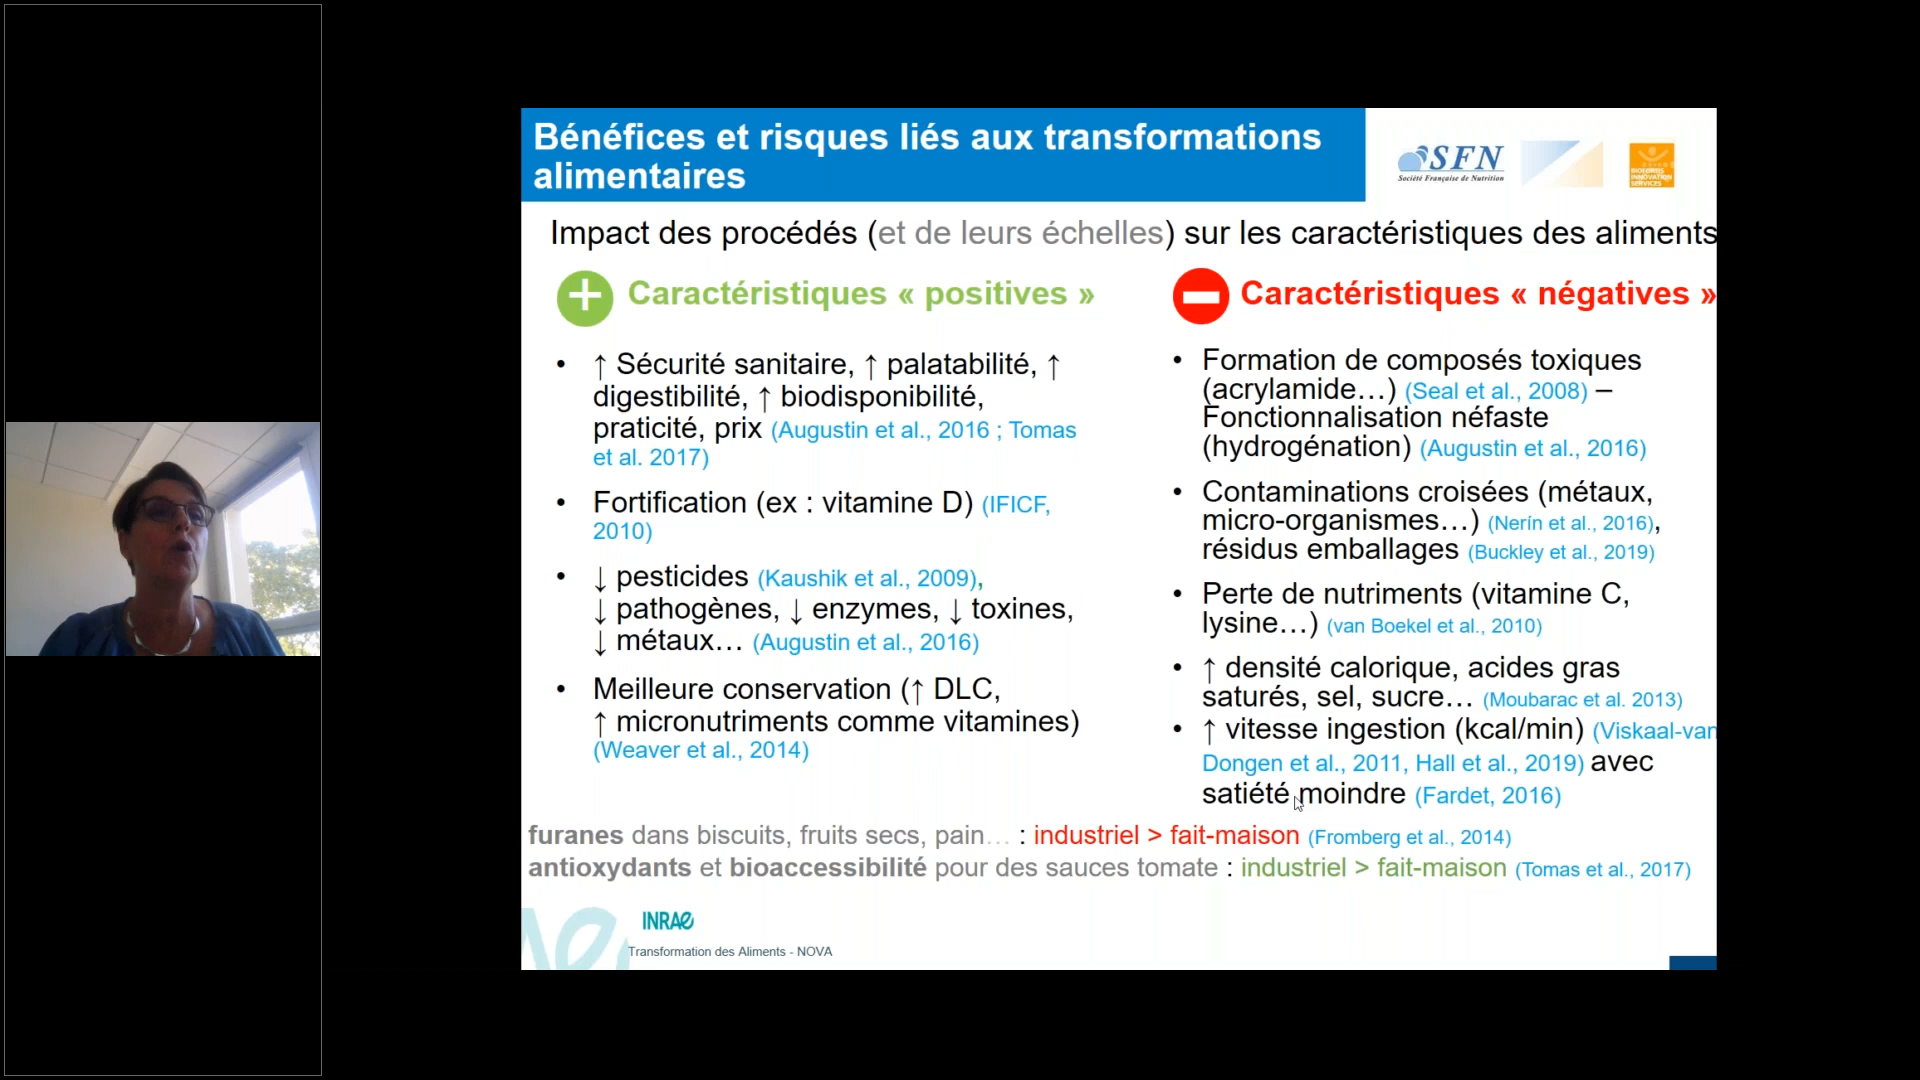 Bénéfices et risques liés aux transformations
alimentaires
SFN
Société Française de Nutrition
BIOFORTIS
INNOVATION
SERVICES
Impact des procédés (et de leurs échelles) sur les caractéristiques des aliments
Caractéristiques « positives »
• ↑ Sécurité sanitaire, ↑ palatabilité, ↑
digestibilité, ↑ biodisponibilité,
praticité, prix (Augustin et al., 2016 ; Tomas
et al. 2017)
• Fortification (ex : vitamine D) (IFICF,
2010)
• ↓ pesticides (Kaushik et al., 2009),
↓ pathogènes, ↓ enzymes, ↓ toxines,
↓ métaux… (Augustin et al., 2016)
• Meilleure conservation (↑ DLC,
↑ micronutriments comme vitamines)
(Weaver et al., 2014)
Caractéristiques « négatives »
• Formation de composés toxiques
(acrylamide…) (Seal et al., 2008) –
Fonctionnalisation néfaste
(hydrogénation) (Augustin et al., 2016)
• Contaminations croisées (métaux,
micro-organismes…) (Nerín et al., 2016),
résidus emballages (Buckley et al., 2019)
• Perte de nutriments (vitamine C,
lysine…) (van Boekel et al., 2010)
• ↑ densité calorique, acides gras
saturés, sel, sucre… (Moubarac et al. 2013)
• ↑ vitesse ingestion (kcal/min) (Viskaal-van
Dongen et al., 2011, Hall et al., 2019) avec
satiété moindre (Fardet, 2016)
furanes dans biscuits, fruits secs, pain… : industriel > fait-maison (Fromberg et al., 2014)
antioxydants et bioaccessibilité pour des sauces tomate : industriel > fait-maison (Tomas et al., 2017)
INRAE
Transformation des Aliments - NOVA